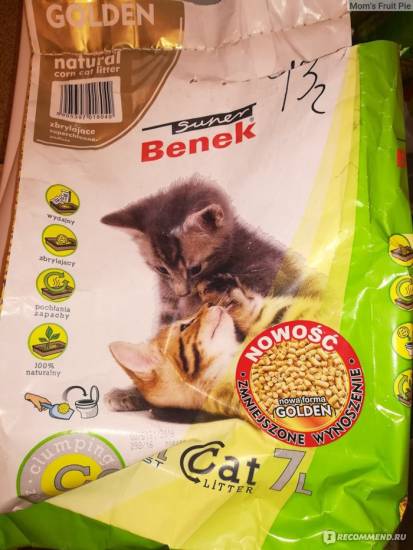 Mom's Fruit Pie
GOLDEN
natural
corn cat litter
zbrylające
super
Benek
wydajny
zbrylający
pochłania
zapachy
100%
naturalny
NOWOŚĆ
nowa forma
GOLDEN
ZMNIEJSZONE WYNOSZENIE
clumping
C
Cat
LITTER
7L
RECOMMEND.RU